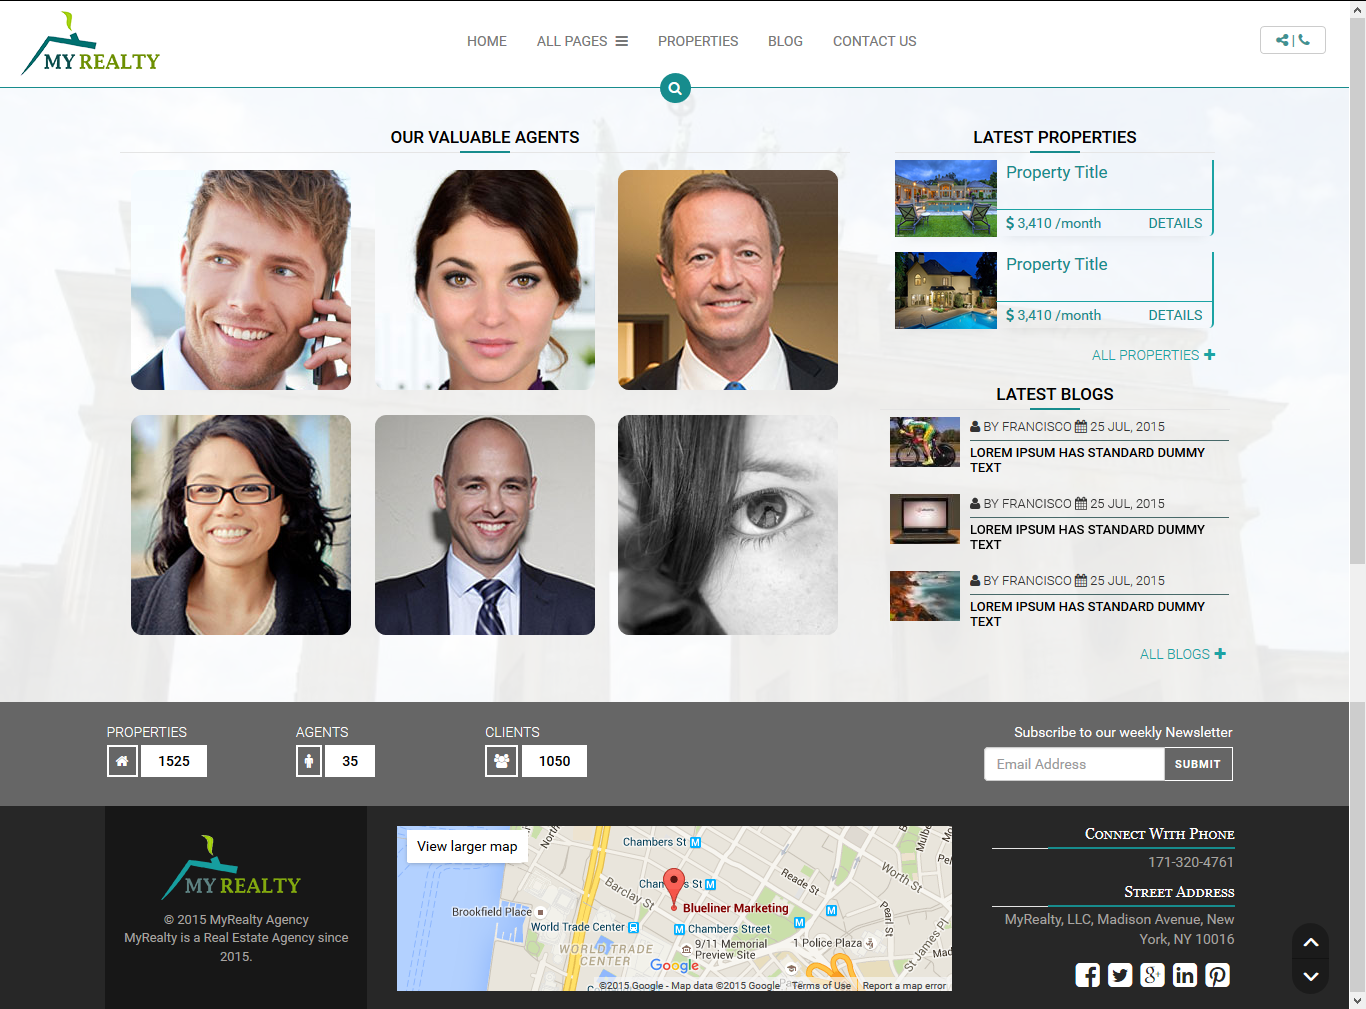 MY REALTY
HOME
ALL PAGES
PROPERTIES
BLOG
CONTACT US
|
OUR VALUABLE AGENTS
LATEST PROPERTIES
Property Title
$ 3,410 /month
DETAILS
Property Title
$ 3,410 /month
DETAILS
ALL PROPERTIES
LATEST BLOGS
BY FRANCISCO 25 JUL, 2015
LOREM IPSUM HAS STANDARD DUMMY
TEXT
BY FRANCISCO 25 JUL, 2015
LOREM IPSUM HAS STANDARD DUMMY
TEXT
BY FRANCISCO 25 JUL, 2015
LOREM IPSUM HAS STANDARD DUMMY
TEXT
ALL BLOGS
PROPERTIES
1525
AGENTS
35
CLIENTS
1050
Subscribe to our weekly Newsletter
Email Address
SUBMIT
MY REALTY
© 2015 MyRealty Agency
MyRealty is a Real Estate Agency since
2015.
View larger map
Chambers St M
Barclay St
Chambers St M
Reade St
Worth St
Pearl St
Blueliner Marketing
Brookfield Place
World Trade Center
M Chambers Street
M
M
WORLD TRADE
CENTER
9/11 Memorial
Preview Site
1 Police Plaza
St James Pl
Madison
Google
©2015 Google - Map data ©2015 Google
Terms of Use
Report a map error
Connect With Phone
171-320-4761
Street Address
MyRealty, LLC, Madison Avenue, New
York, NY 10016